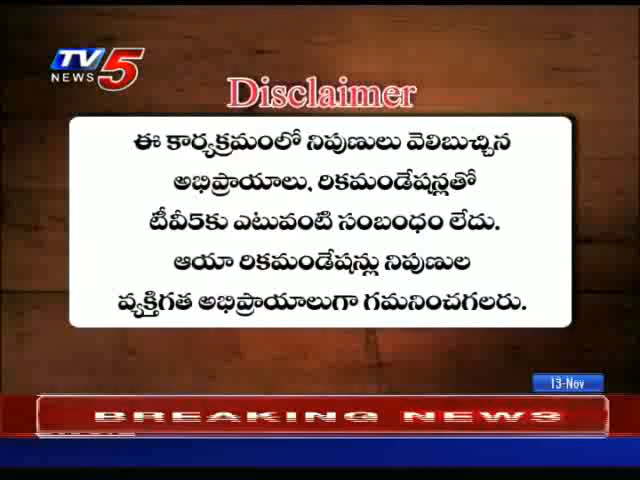 TV5
NEWS
Disclaimer
ఈ కార్యక్రమంలో నిపుణులు వెలిబుచ్చిన
అభిప్రాయాలు, రికమండేషన్లతో
టీవీ5కు ఎటువంటి సంబంధం లేదు.
ఆయా రికమండేషన్లు నిపుణుల
వ్యక్తిగత అభిప్రాయాలుగా గమనించగలరు.
13-Nov
BREAKING NEWS